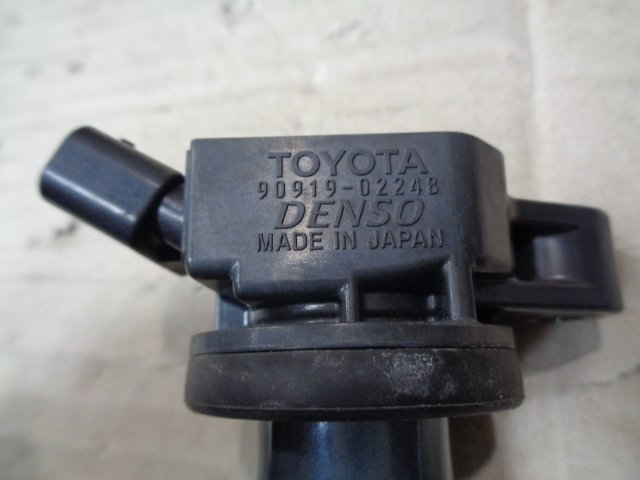 TOYOTA
90919-02248
DENSO
MADE IN JAPAN